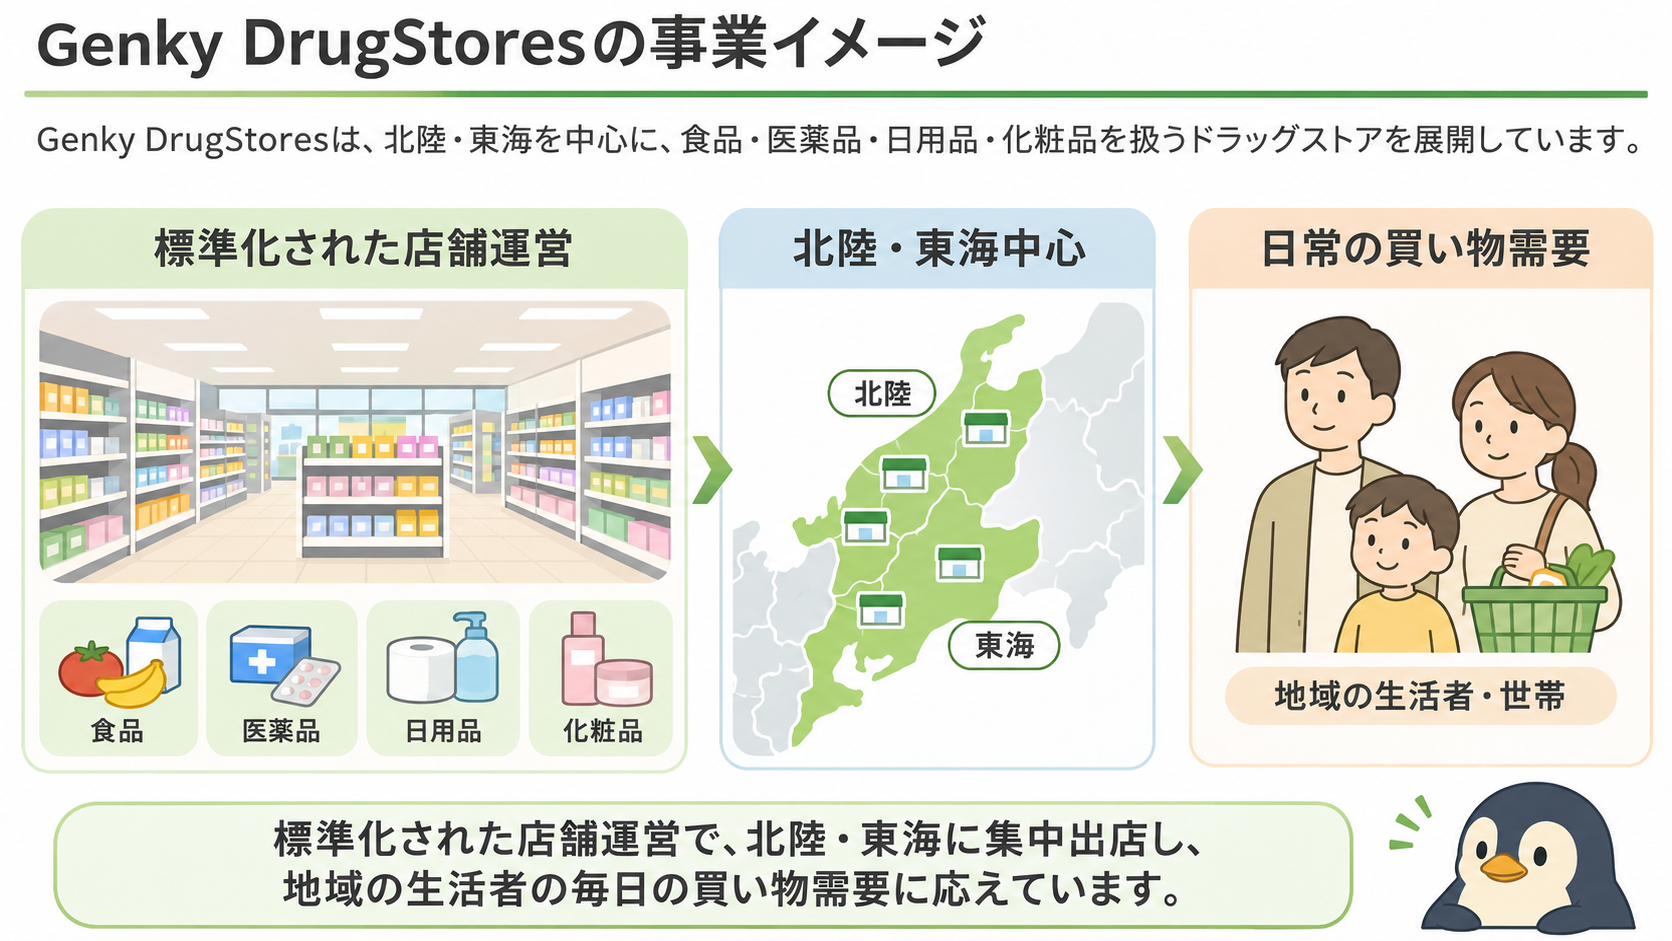 Genky DrugStoresの事業イメージ
Genky DrugStoresは、北陸・東海を中心に、食品・医薬品・日用品・化粧品を扱うドラッグストアを展開しています。
標準化された店舗運営
食品
医薬品
日用品
化粧品
北陸・東海中心
北陸
東海
日常の買い物需要
地域の生活者・世帯
標準化された店舗運営で、北陸・東海に集中出店し、
地域の生活者の毎日の買い物需要に応えています。